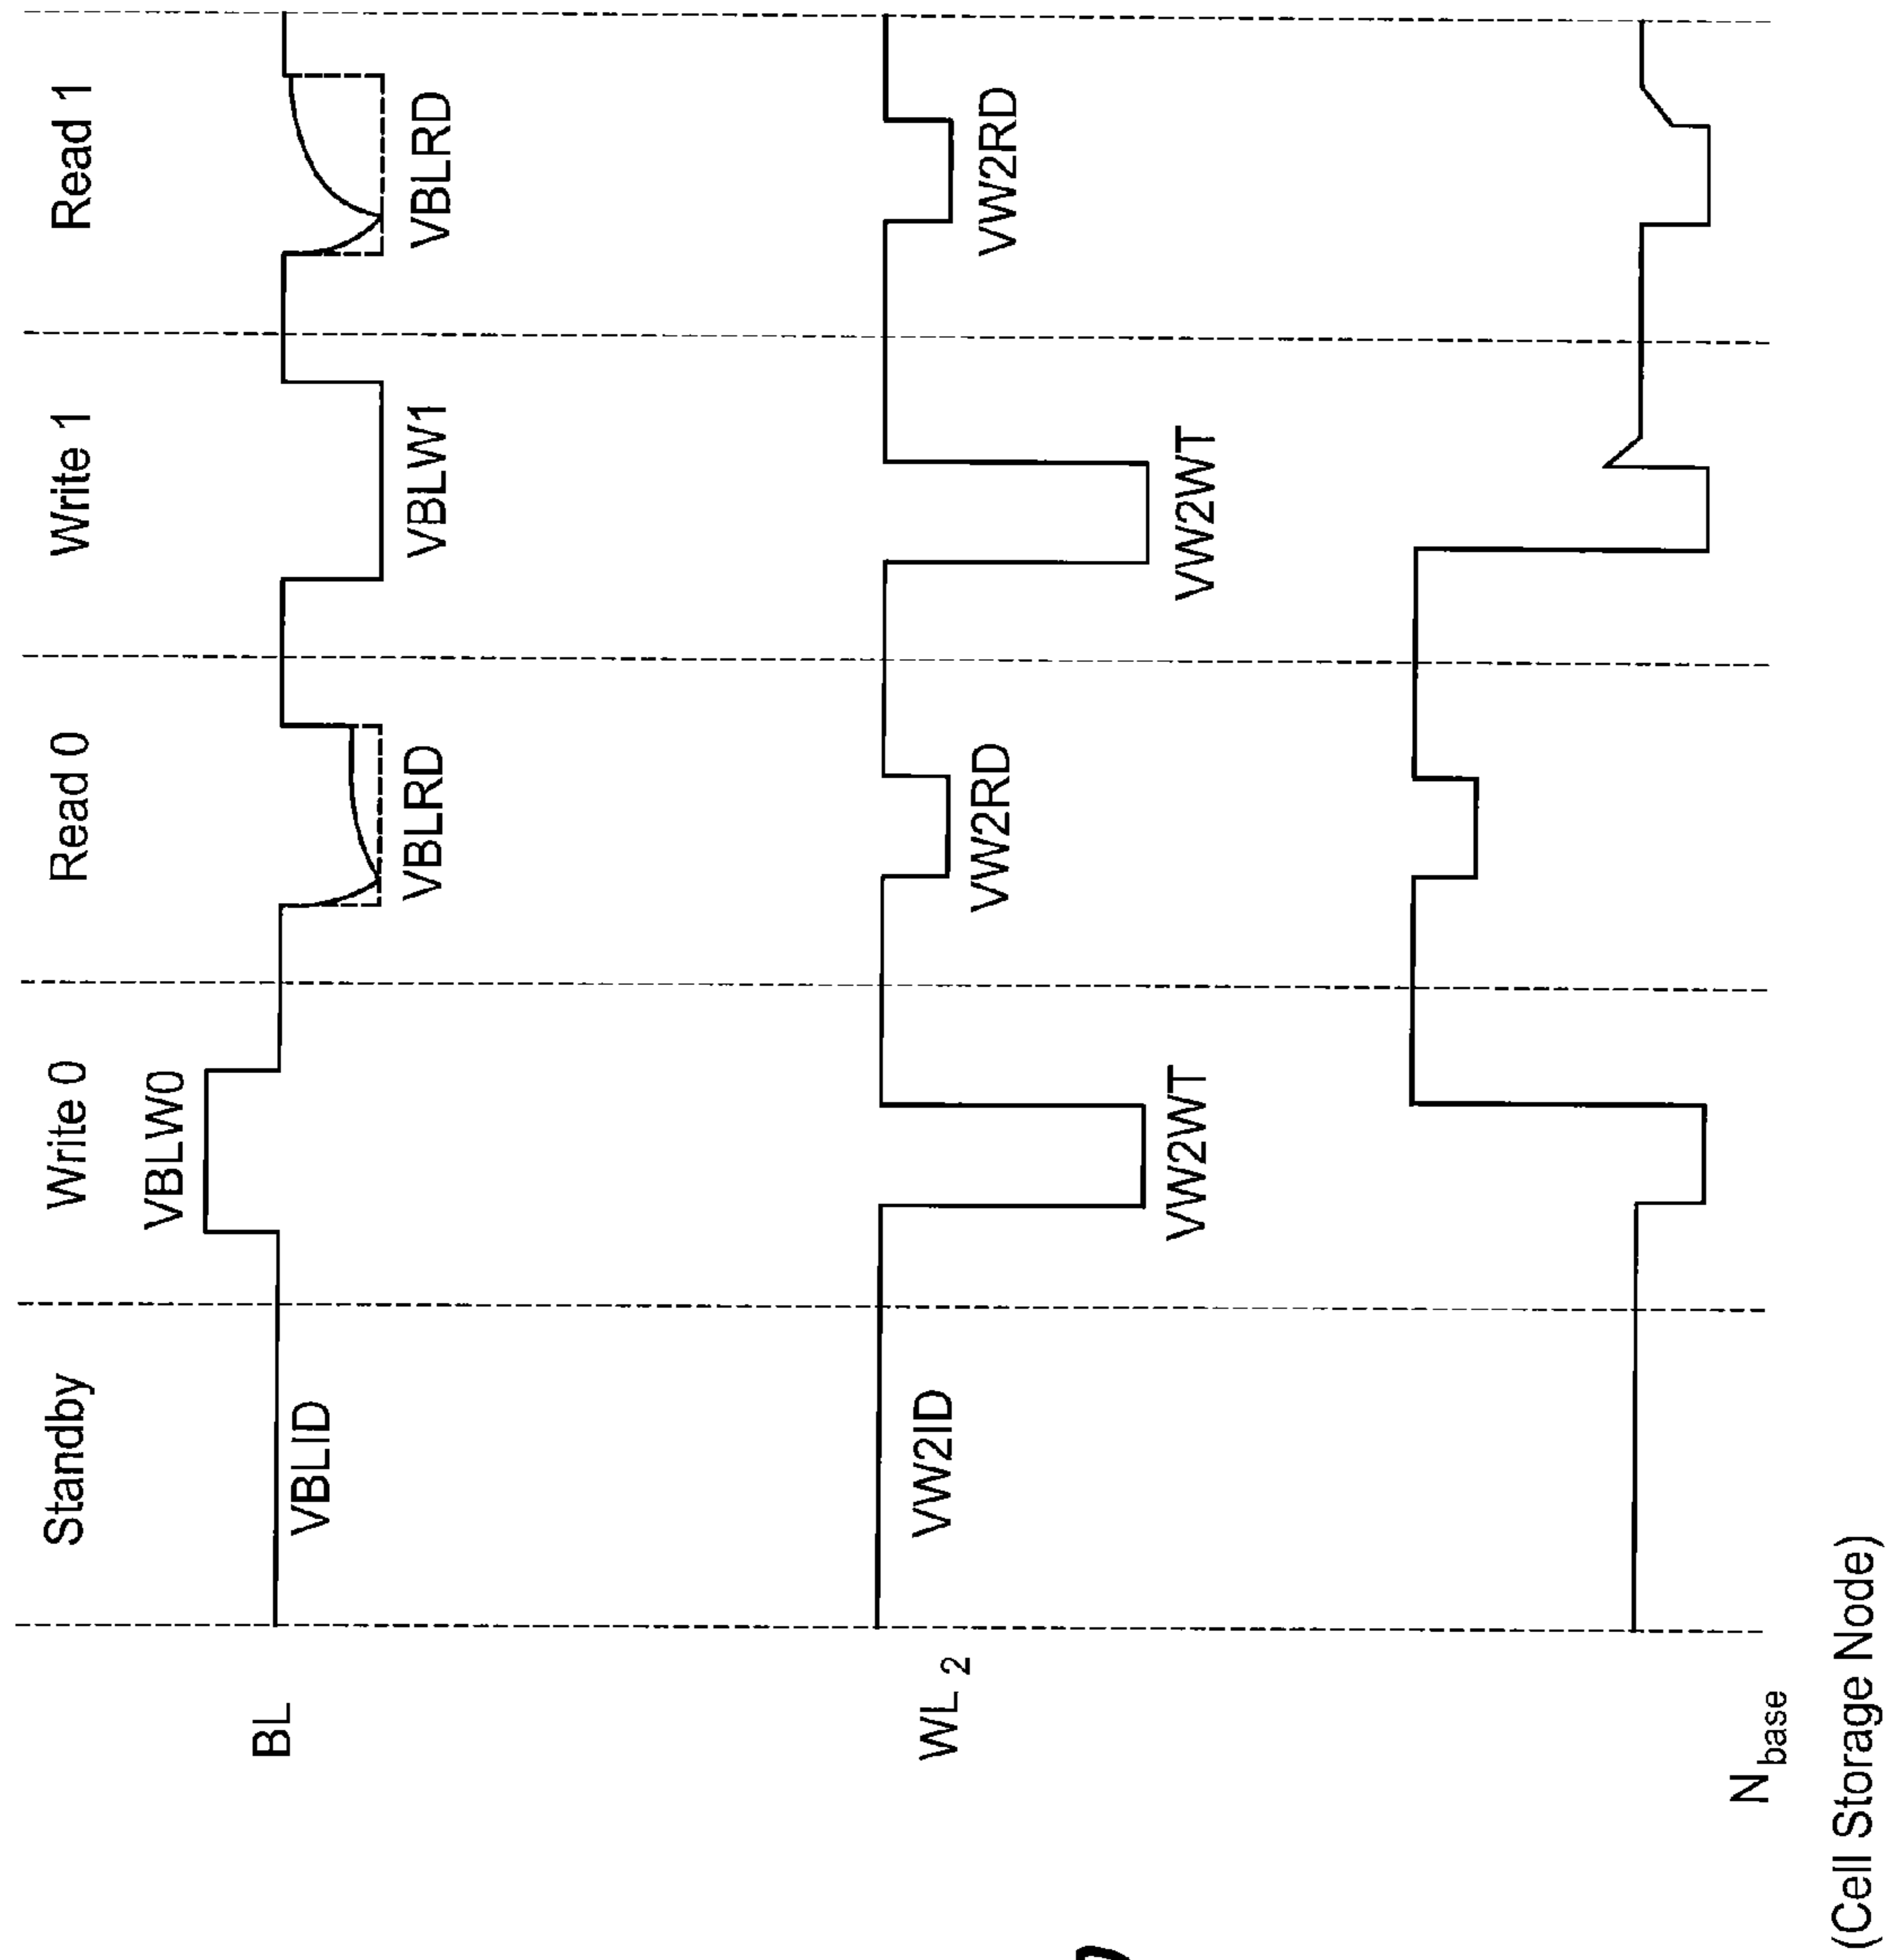 Standby Write 0 Read 0 Write 1 Read 1
VBLW0
BL
VBLID VBLRD VBLW1 VBLRD
WL 2
VW2ID VW2RD VW2RD
VW2WT VW2WT
N base
(Cell Storage Node)